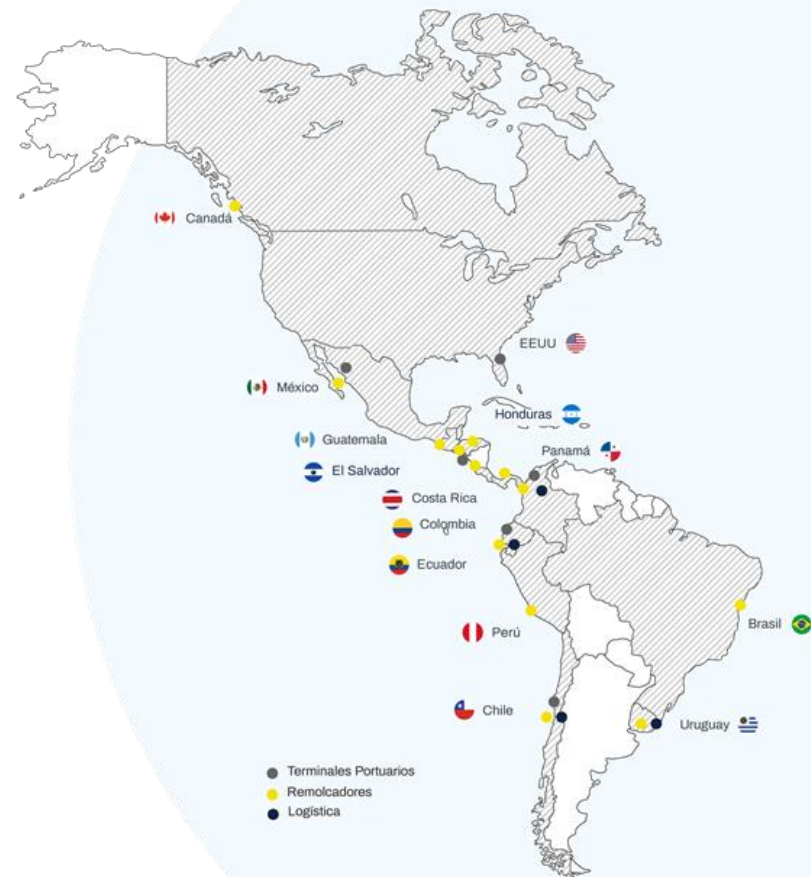 Canadá
EEUU
México
Honduras
Guatemala
Panamá
El Salvador
Costa Rica
Colombia
Ecuador
Brasil
Perú
Chile
Uruguay
Terminales Portuarios
Remolcadores
Logística